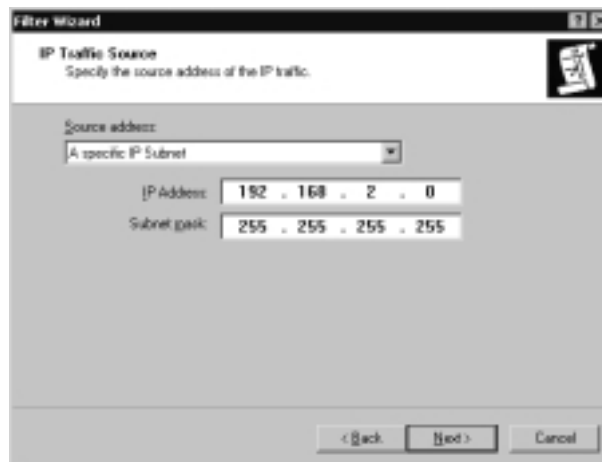 Filter Wizard
IP Traffic Source
Specify the source address of the IP traffic.
Source address:
A specific IP Subnet
IP Address: 192 . 168 . 2 . 0
Subnet mask: 255 . 255 . 255 . 255
< Back Next > Cancel